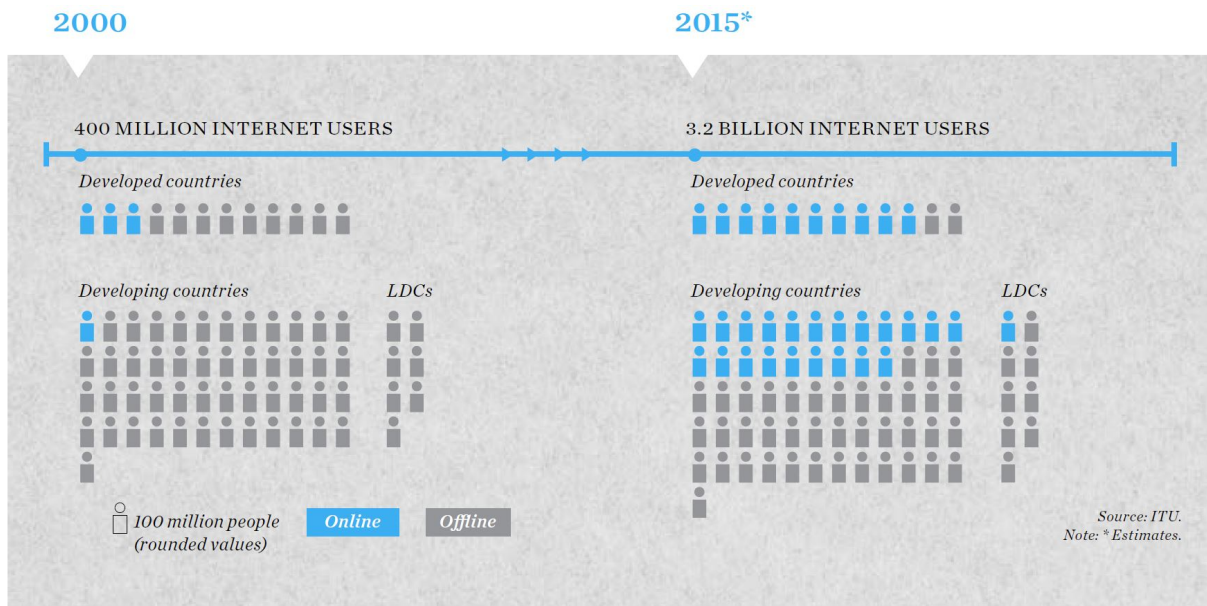 2000
2015*
400 MILLION INTERNET USERS
3.2 BILLION INTERNET USERS
Developed countries
Developed countries
Developing countries
LDCs
Developing countries
LDCs
100 million people
(rounded values)
Online
Offline
Source: ITU.
Note: * Estimates.